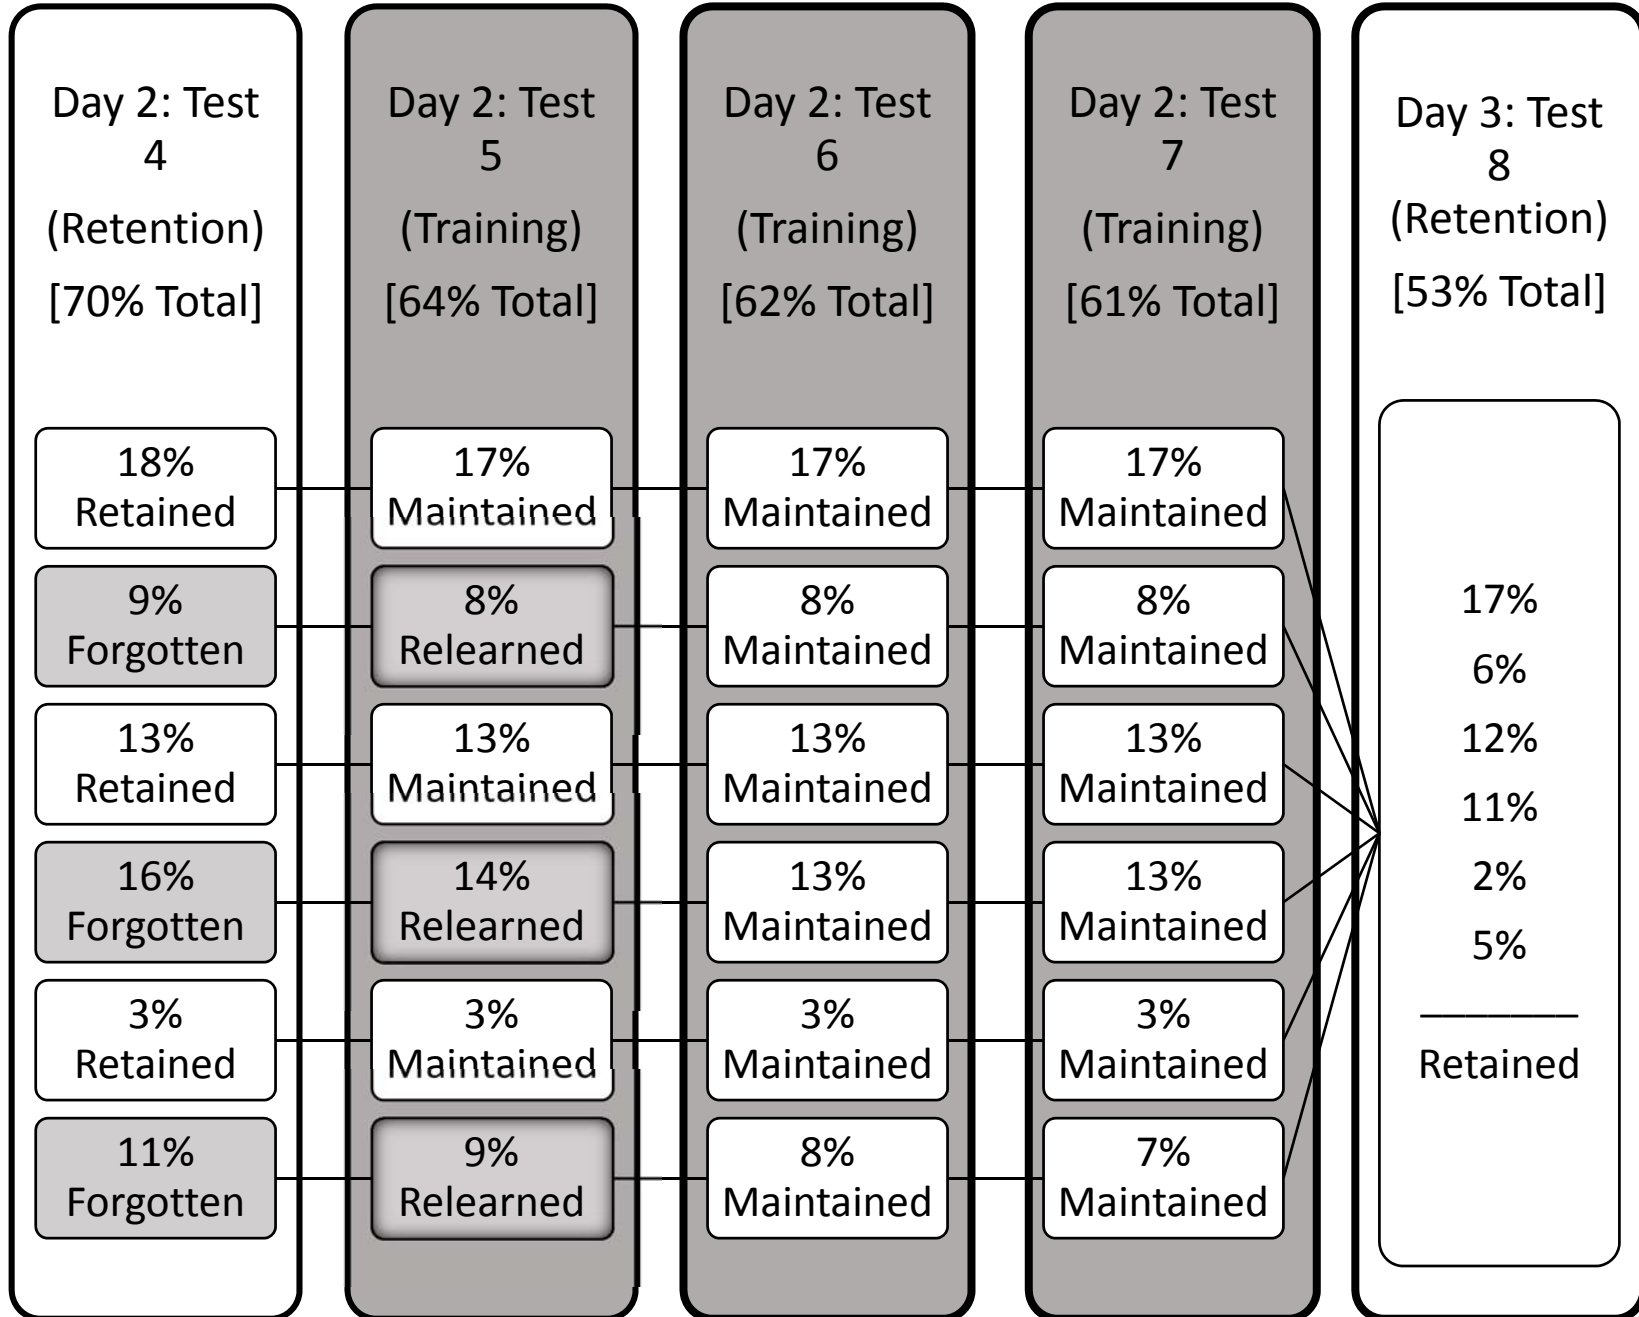 Day 2: Test
4
(Retention)
[70% Total]
18%
Retained
9%
Forgotten
13%
Retained
16%
Forgotten
3%
Retained
11%
Forgotten
Day 2: Test
5
(Training)
[64% Total]
17%
Maintained
8%
Relearned
13%
Maintained
14%
Relearned
3%
Maintained
9%
Relearned
Day 2: Test
6
(Training)
[62% Total]
17%
Maintained
8%
Maintained
13%
Maintained
13%
Maintained
3%
Maintained
8%
Maintained
Day 2: Test
7
(Training)
[61% Total]
17%
Maintained
8%
Maintained
13%
Maintained
13%
Maintained
3%
Maintained
7%
Maintained
Day 3: Test
8
(Retention)
[53% Total]
17%
6%
12%
11%
2%
5%
_______
Retained